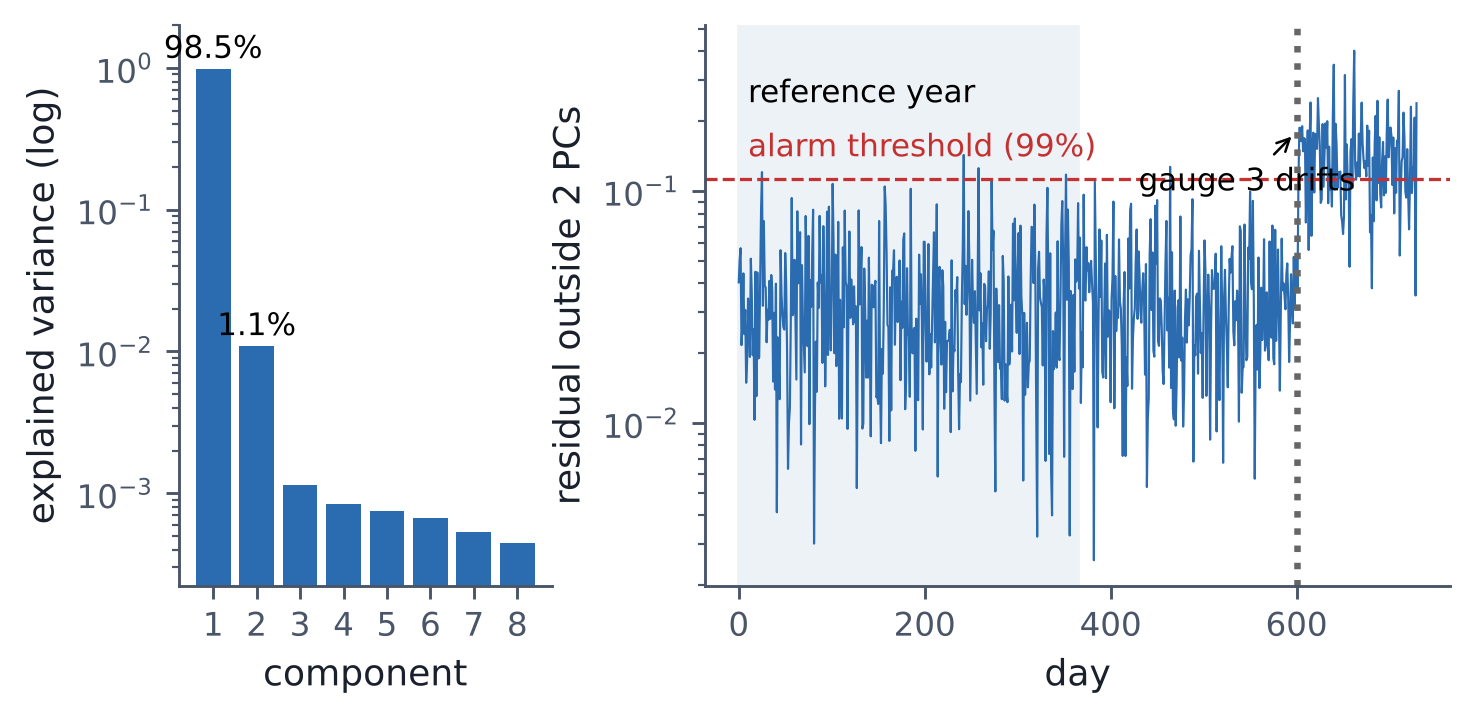 explained variance (log)
10⁰
10⁻¹
10⁻²
10⁻³
98.5%
1.1%
1 2 3 4 5 6 7 8
component
residual outside 2 PCs
10⁻¹
10⁻²
reference year
alarm threshold (99%)
gauge 3 drifts
0 200 400 600
day